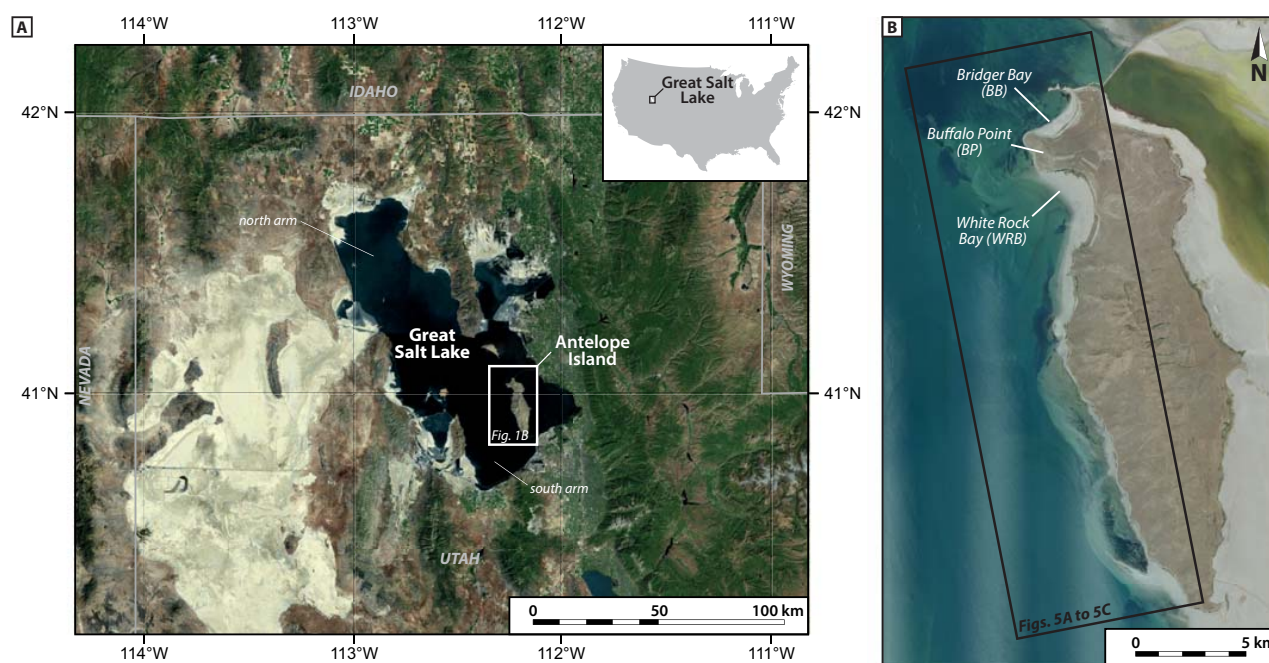 A
114°W 113°W 112°W 111°W
IDAHO
Great Salt
Lake
42°N 42°N
north arm
WYOMING
Great
Salt Lake
Antelope
Island
NEVADA
41°N 41°N
Fig. 1B
south arm
UTAH
0 50 100 km
114°W 113°W 112°W 111°W
B
N
Bridger Bay
(BB)
Buffalo Point
(BP)
White Rock
Bay (WRB)
Figs. 5A to 5C
0 5 km